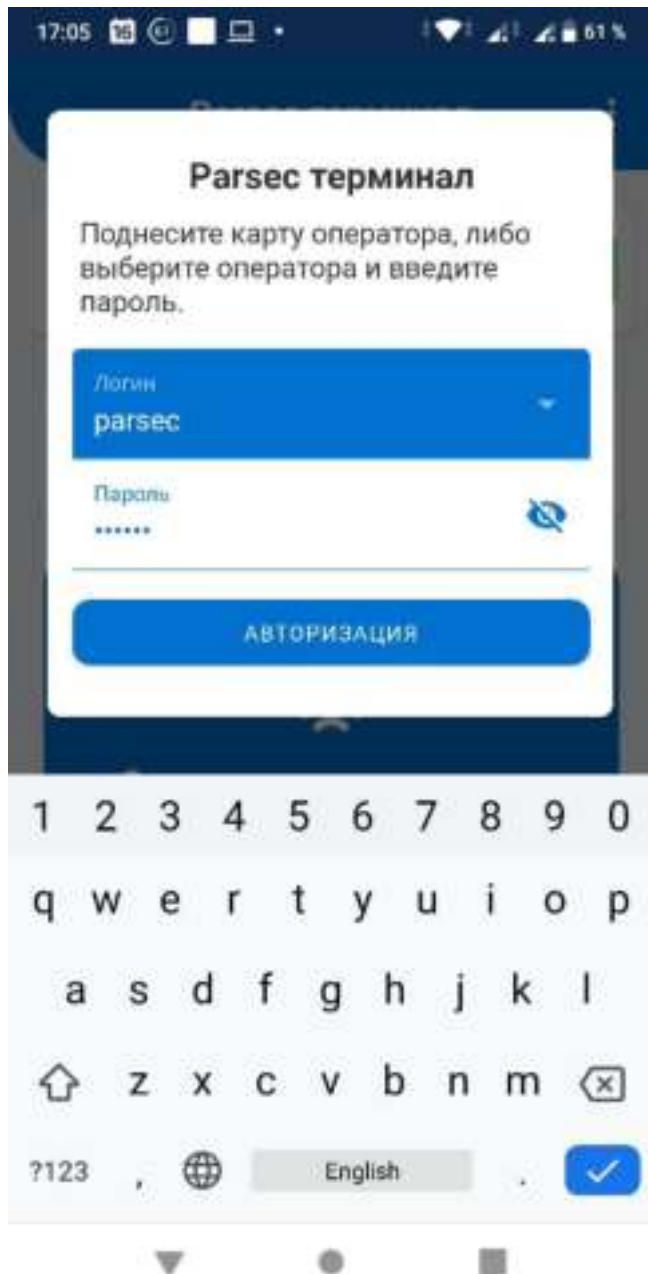 17:05 61 %
Parsec терминал
Поднесите карту оператора, либо
выберите оператора и введите
пароль.
Логин
parsec
Пароль
••••••
АВТОРИЗАЦИЯ
1 2 3 4 5 6 7 8 9 0
q w e r t y u i o p
a s d f g h j k l
z x c v b n m
?123 , English .